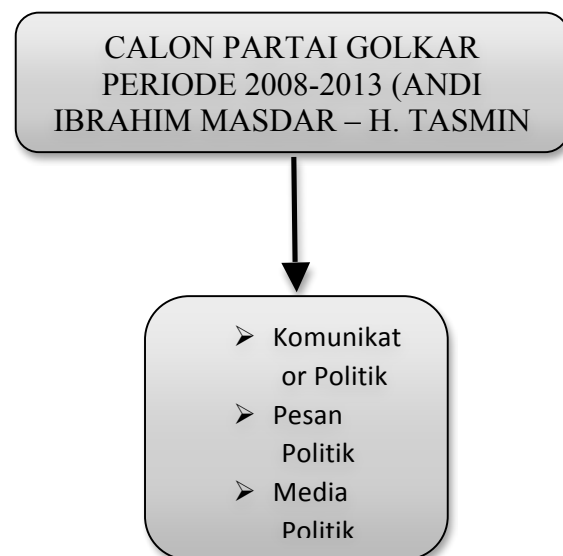 CALON PARTAI GOLKAR
PERIODE 2008-2013 (ANDI
IBRAHIM MASDAR – H. TASMIN
➢ Komunikat
or Politik
➢ Pesan
Politik
➢ Media
Politik